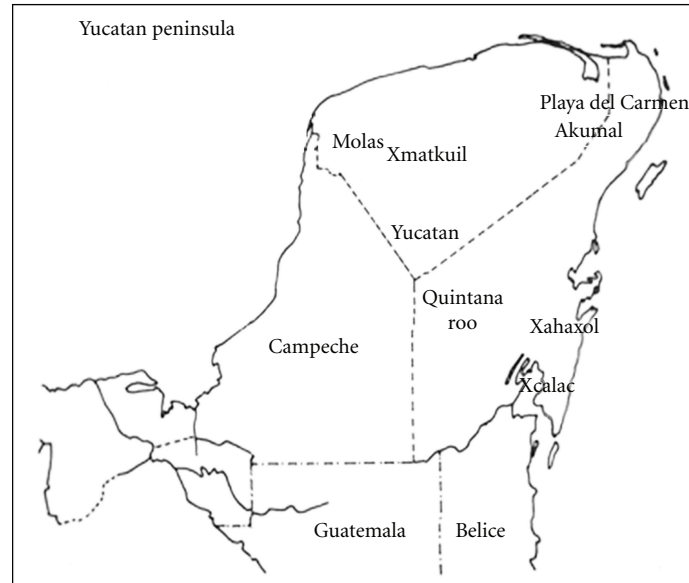 Yucatan peninsula
Playa del Carmen
Akumal
Molas
Xmatkuil
Yucatan
Quintana
roo
Xahaxol
Campeche
Xcalac
Guatemala
Belice